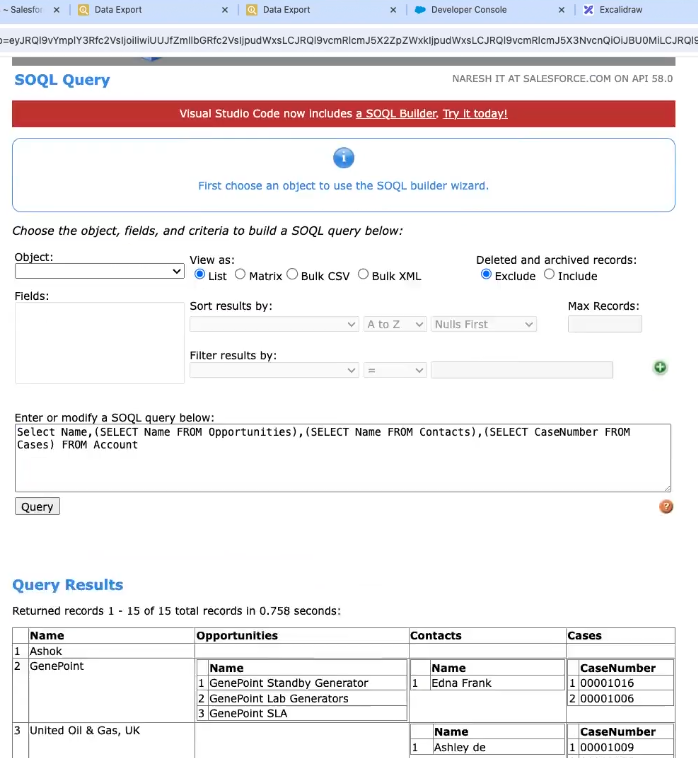 ~ Salesfor
Data Export
Data Export
Developer Console
Excalidraw
SOQL Query
NARESH IT AT SALESFORCE.COM ON API 58.0
Visual Studio Code now includes a SOQL Builder. Try it today!
First choose an object to use the SOQL builder wizard.
Choose the object, fields, and criteria to build a SOQL query below:
Object:
View as:
Deleted and archived records:
List Matrix Bulk CSV Bulk XML
Exclude Include
Fields:
Sort results by:
Max Records:
A to Z
Nulls First
Filter results by:
=
Enter or modify a SOQL query below:
Select Name,(SELECT Name FROM Opportunities),(SELECT Name FROM Contacts),(SELECT CaseNumber FROM
Cases) FROM Account
Query
Query Results
Returned records 1 - 15 of 15 total records in 0.758 seconds:
Name Opportunities Contacts Cases
1 Ashok
2 GenePoint
Name Name CaseNumber
1 GenePoint Standby Generator 1 Edna Frank 1 00001016
2 GenePoint Lab Generators 2 00001006
3 GenePoint SLA
3 United Oil & Gas, UK
Name CaseNumber
1 Ashley de 1 00001009